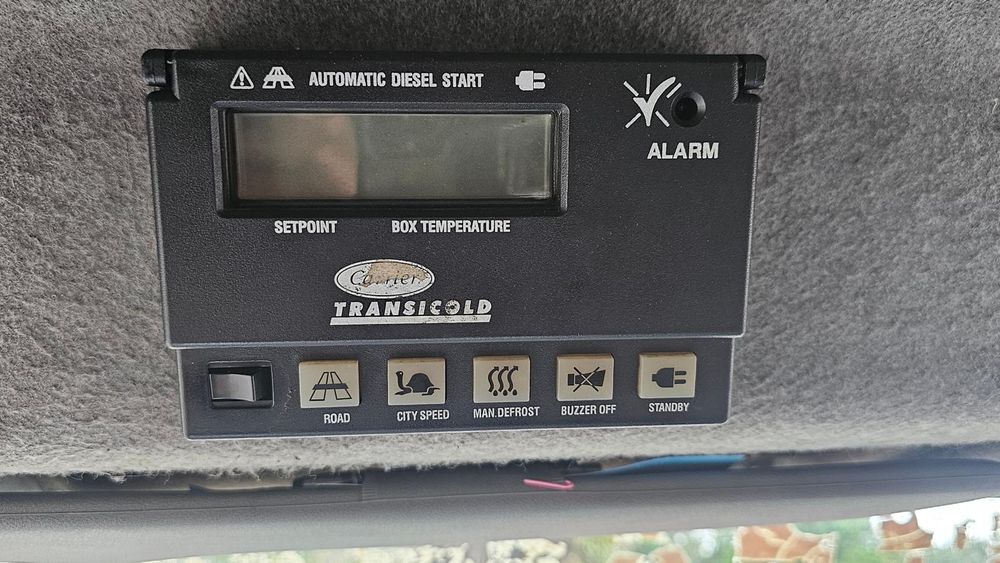 AUTOMATIC DIESEL START
ALARM
SETPOINT BOX TEMPERATURE
Carrier
TRANSICOLD
ROAD CITY SPEED MAN.DEFROST BUZZER OFF STANDBY